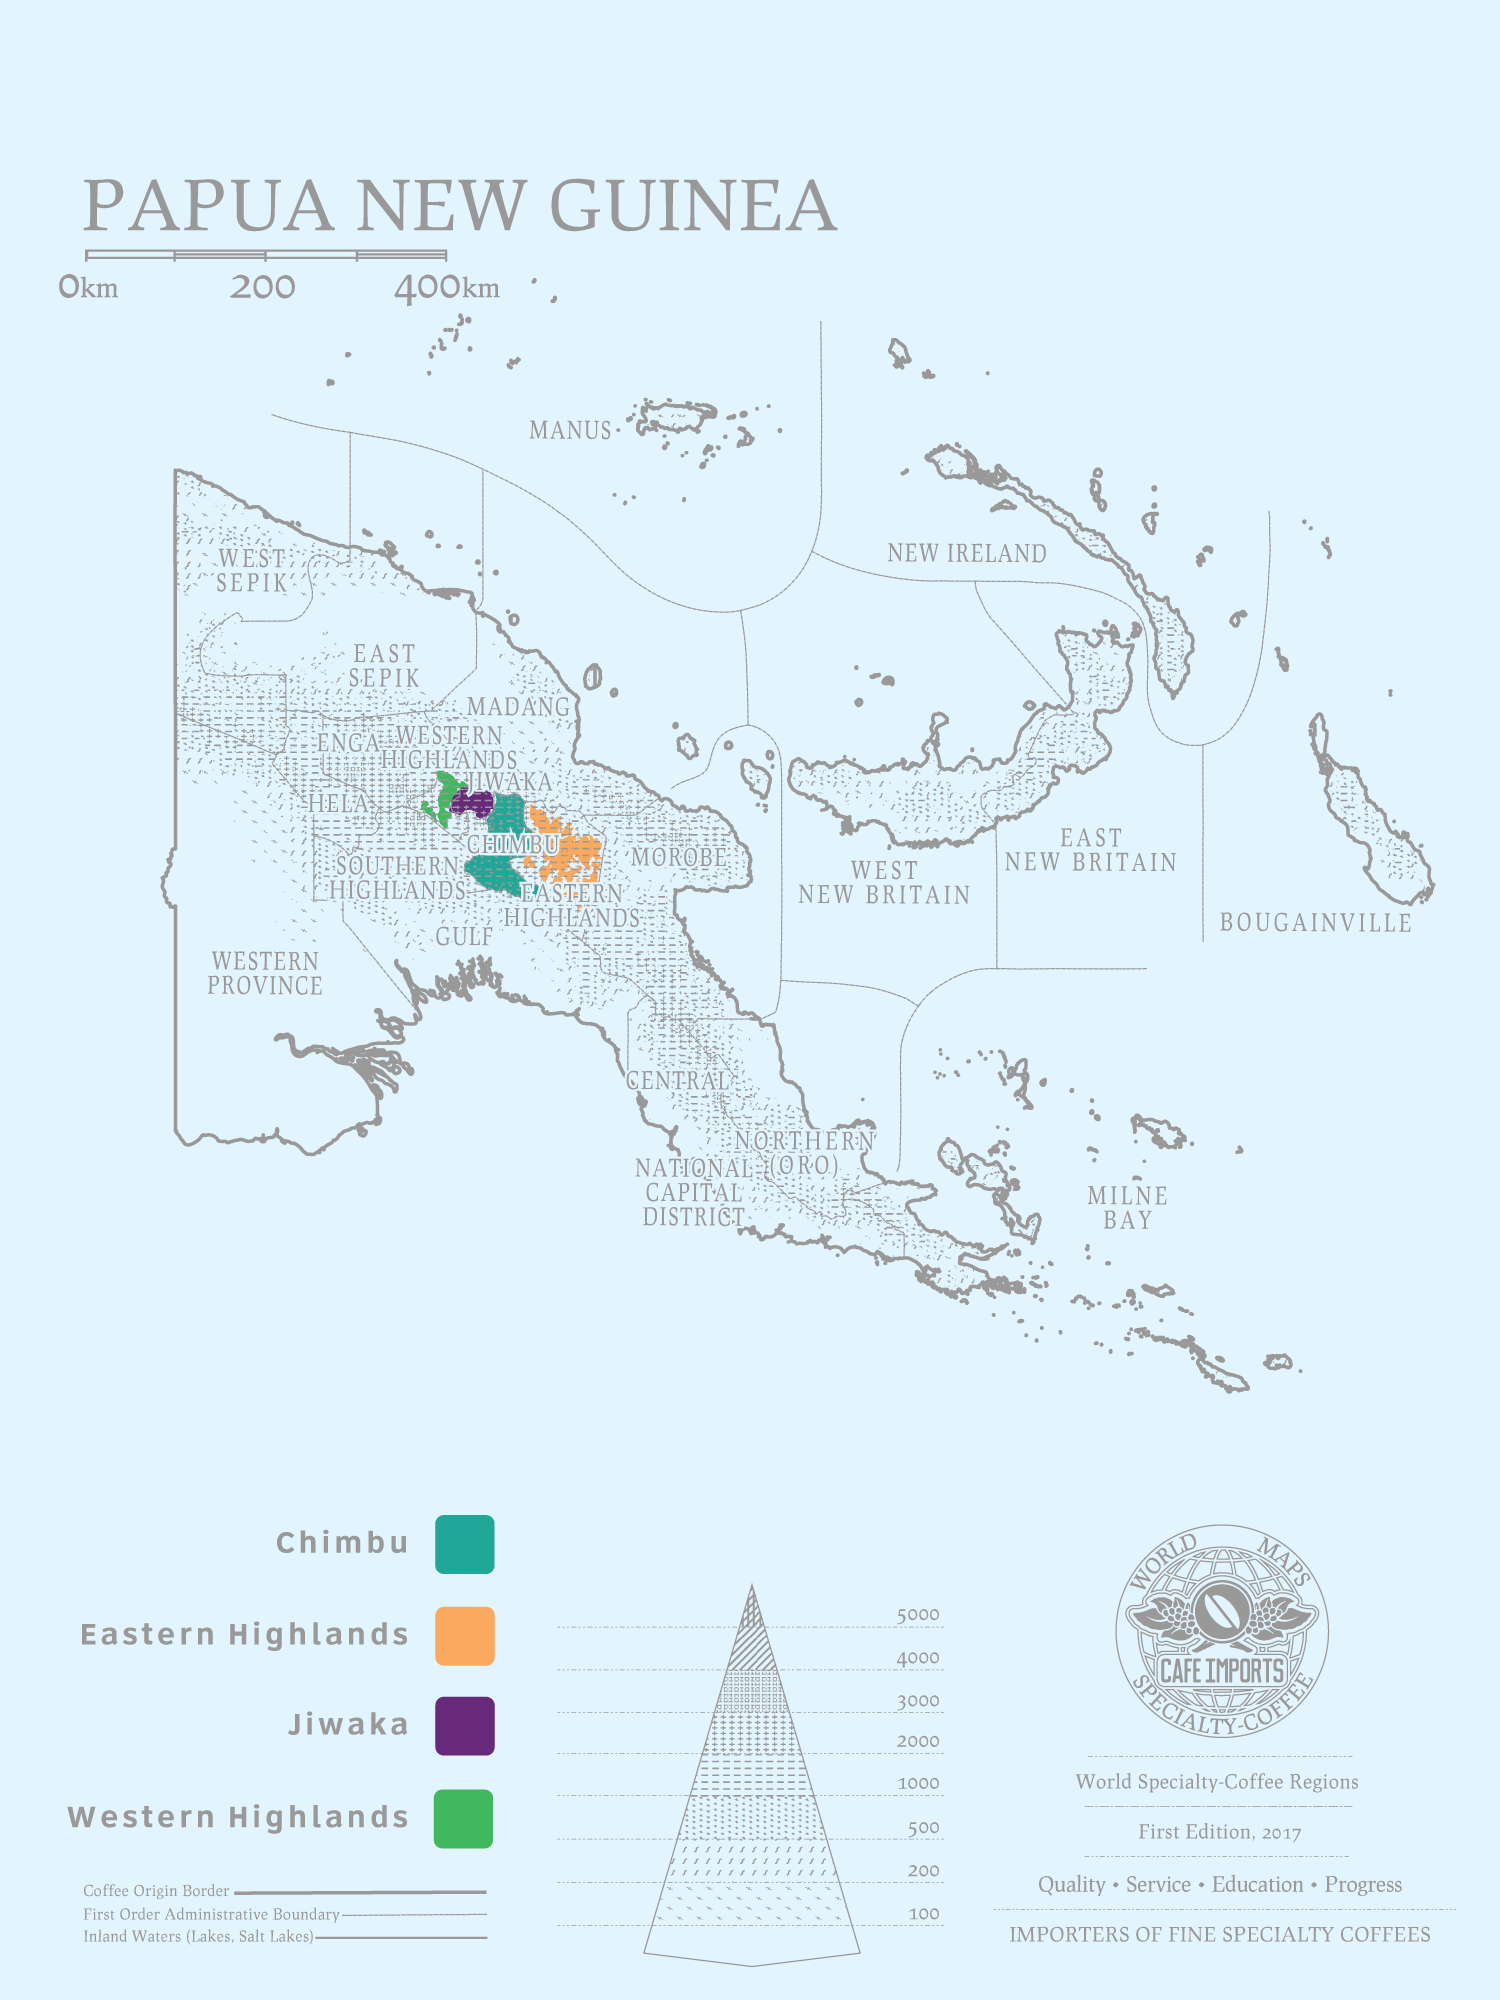 PAPUA NEW GUINEA
0km 200 400km
MANUS
NEW IRELAND
WEST
SEPIK
EAST
SEPIK
MADANG
ENGA
WESTERN
HIGHLANDS
JIWAKA
HELA
CHIMBU
SOUTHERN
HIGHLANDS
EASTERN
HIGHLANDS
MOROBE
WEST
NEW BRITAIN
EAST
NEW BRITAIN
BOUGAINVILLE
GULF
WESTERN
PROVINCE
CENTRAL
NORTHERN
(ORO)
NATIONAL
CAPITAL
DISTRICT
MILNE
BAY
Chimbu
Eastern Highlands
Jiwaka
Western Highlands
Coffee Origin Border
First Order Administrative Boundary
Inland Waters (Lakes, Salt Lakes)
5000
4000
3000
2000
1000
500
200
100
WORLD MAPS
CAFE IMPORTS
SPECIALTY-COFFEE
World Specialty-Coffee Regions
First Edition, 2017
Quality • Service • Education • Progress
IMPORTERS OF FINE SPECIALTY COFFEES